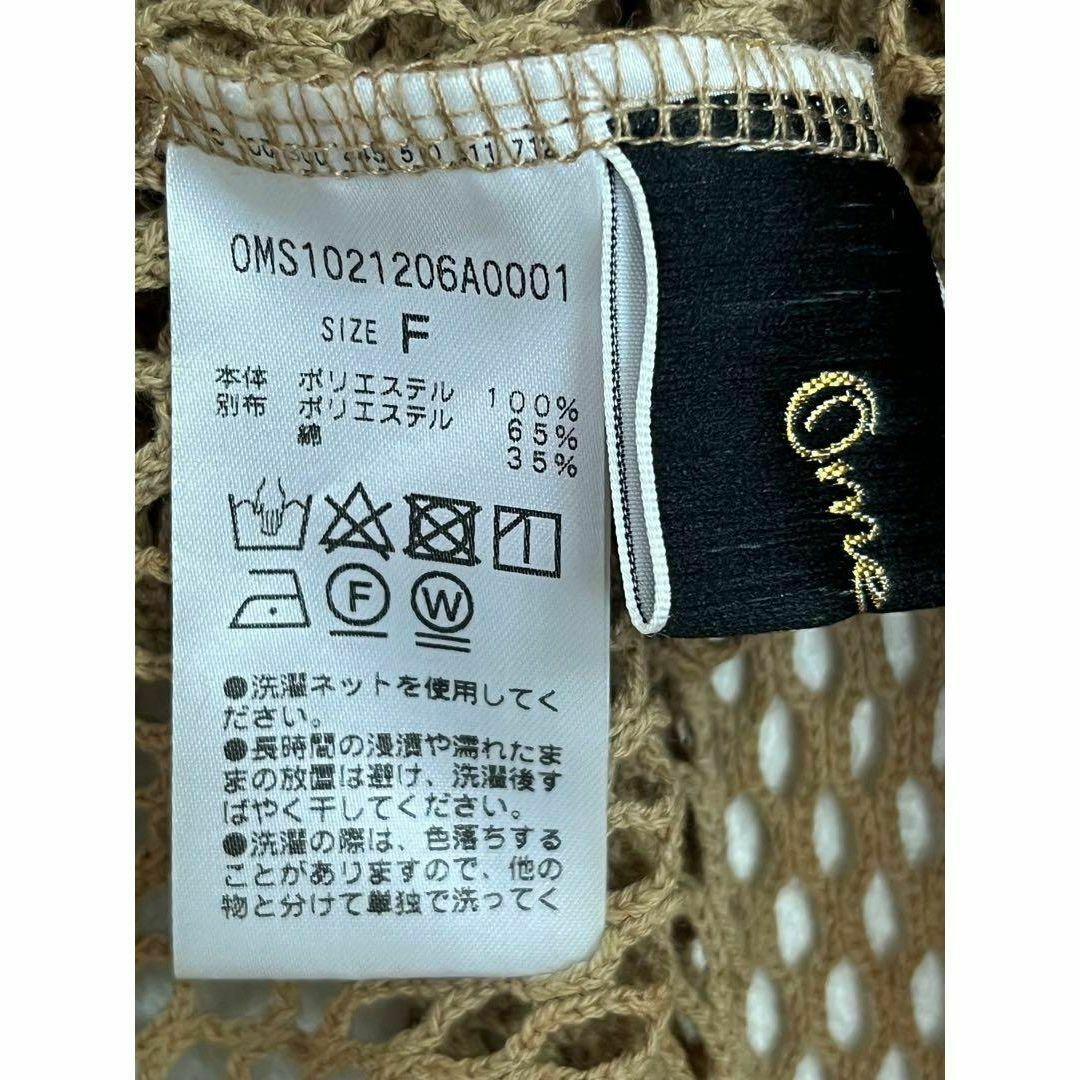 OMS1021206A0001
SIZE F
本体 ポリエステル 100%
別布 ポリエステル 65%
綿 35%
F W
●洗濯ネットを使用してく
ださい。
●長時間の浸漬や濡れたま
まの放置は避け、洗濯後す
ばやく干してください。
●洗濯の際は、色落ちする
ことがありますので、他の
物と分けて単独で洗ってく